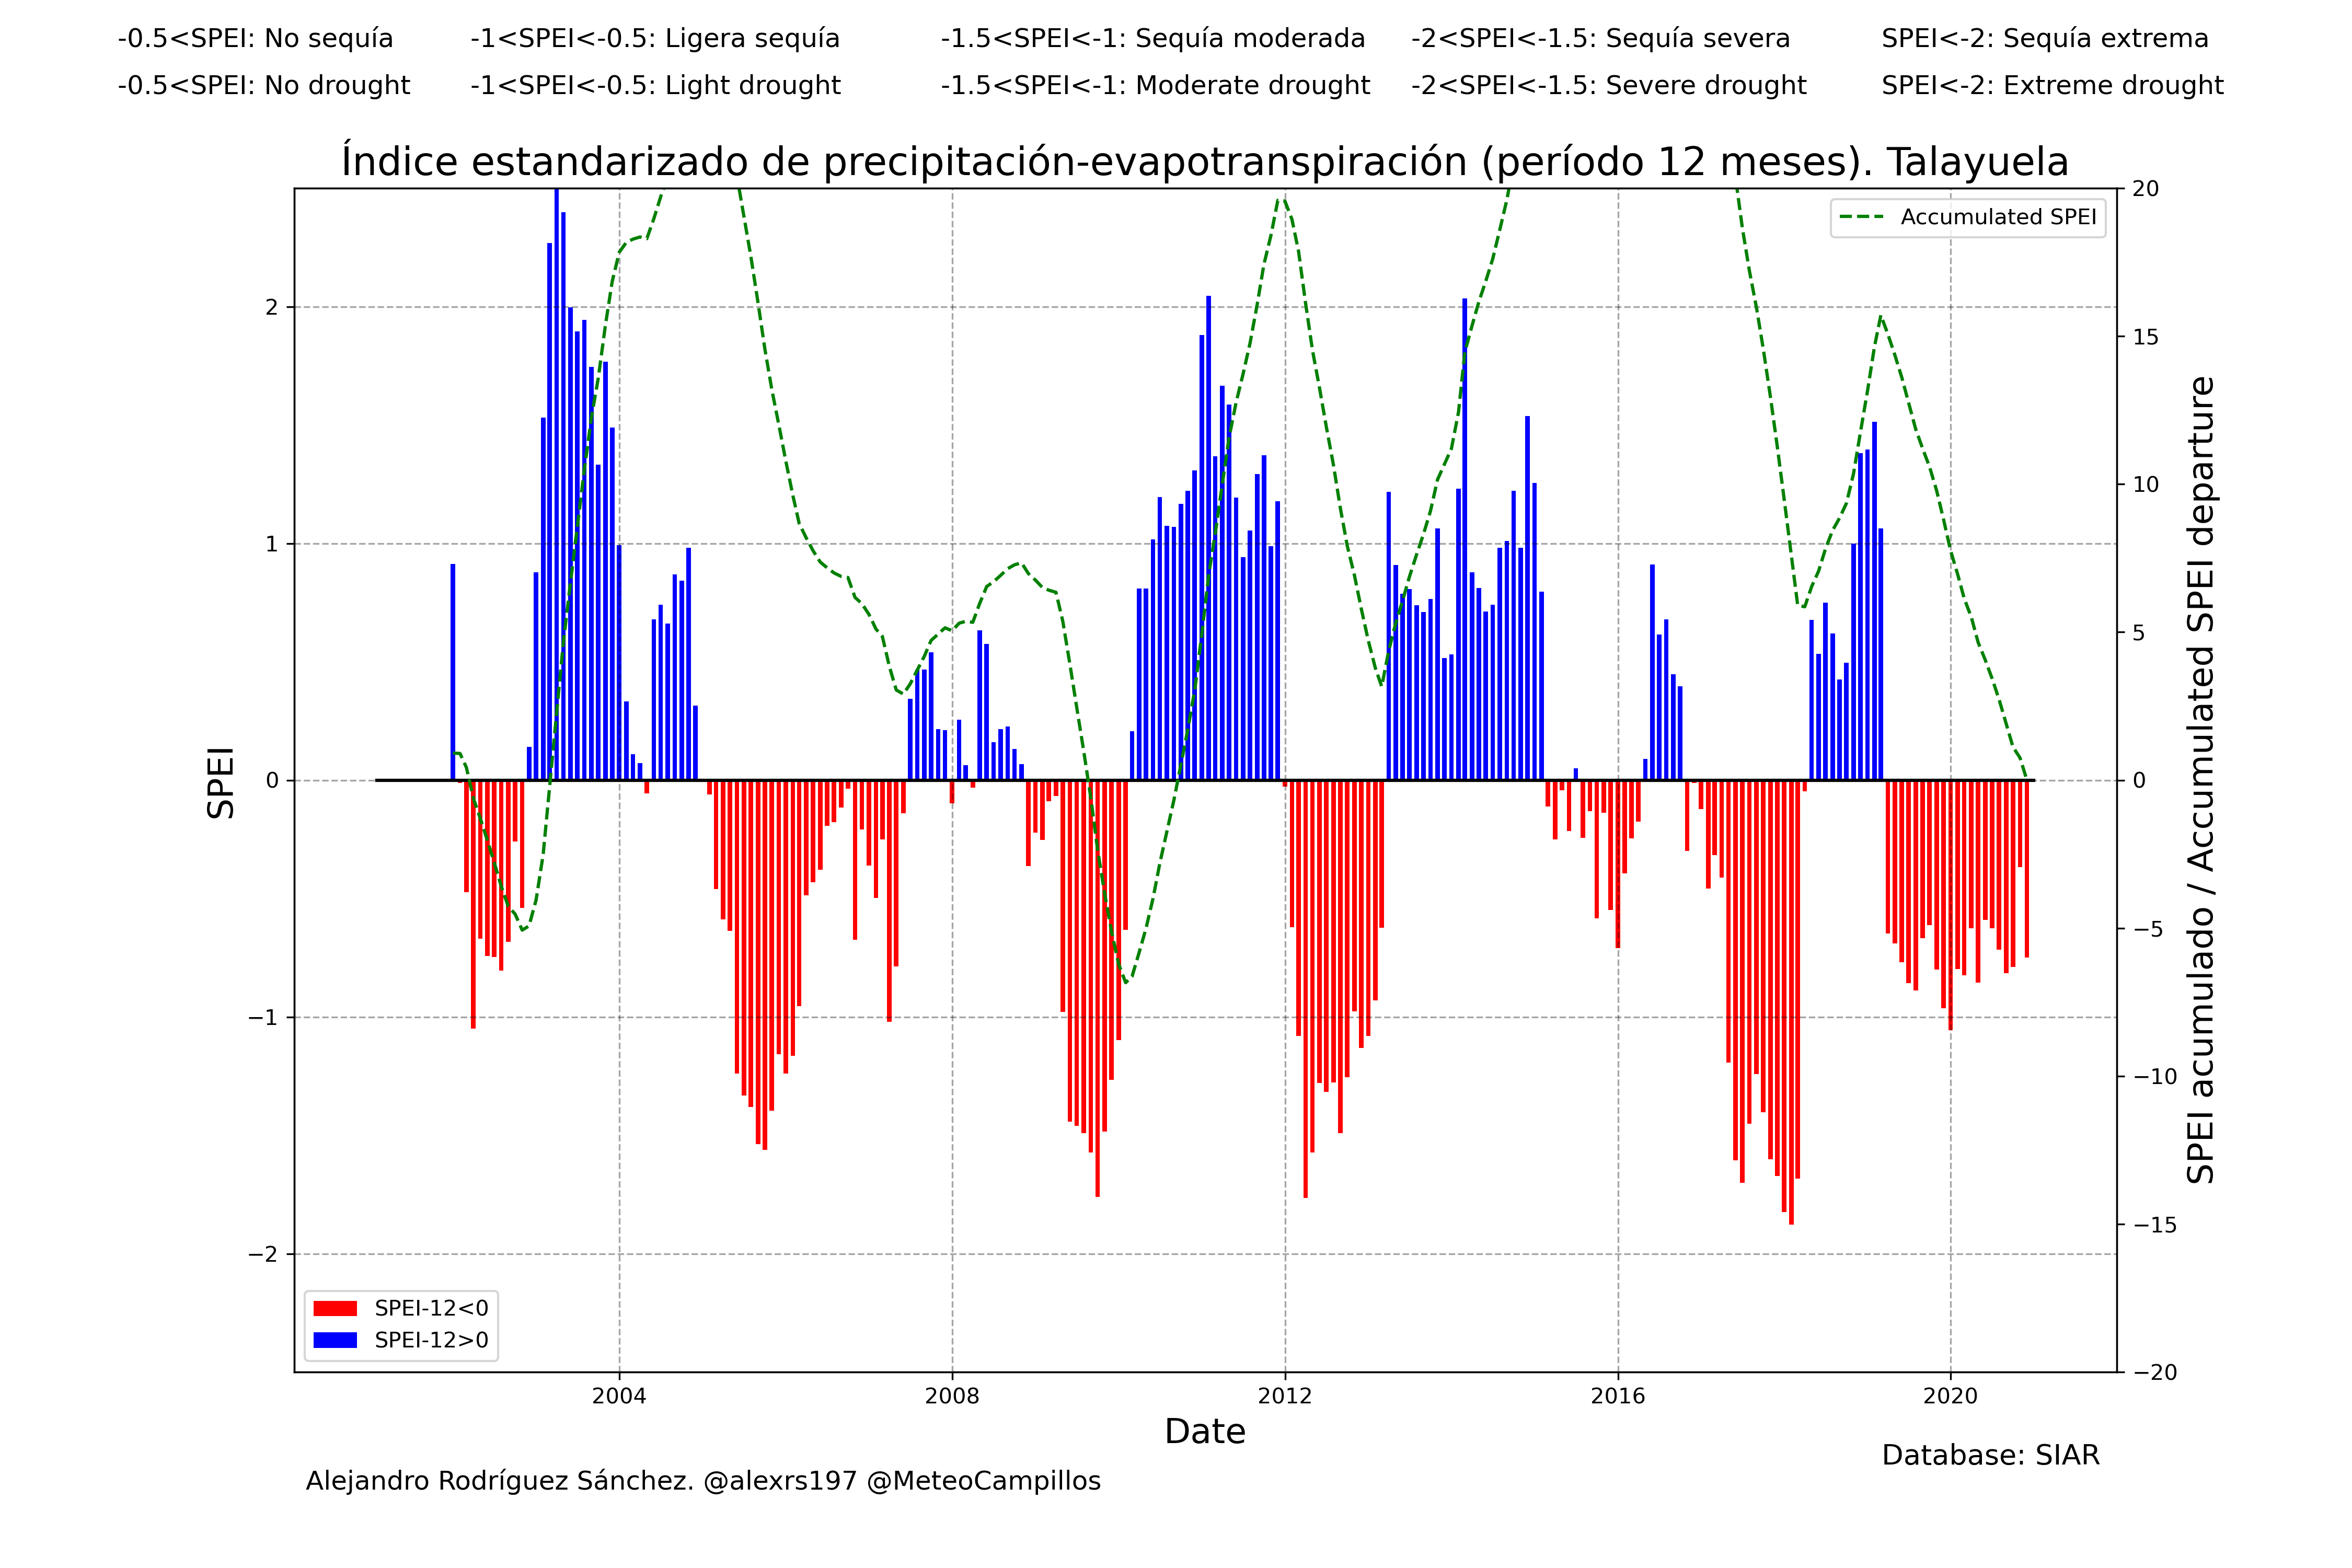 -0.5<SPEI: No sequía -1<SPEI<-0.5: Ligera sequía -1.5<SPEI<-1: Sequía moderada -2<SPEI<-1.5: Sequía severa SPEI<-2: Sequía extrema
-0.5<SPEI: No drought -1<SPEI<-0.5: Light drought -1.5<SPEI<-1: Moderate drought -2<SPEI<-1.5: Severe drought SPEI<-2: Extreme drought
Índice estandarizado de precipitación-evapotranspiración (período 12 meses). Talayuela
Accumulated SPEI
SPEI
2
1
0
−1
−2
20
15
10
5
0
−5
−10
−15
−20
SPEI acumulado / Accumulated SPEI departure
SPEI-12<0
SPEI-12>0
2004 2008 2012 2016 2020
Date
Database: SIAR
Alejandro Rodríguez Sánchez. @alexrs197 @MeteoCampillos